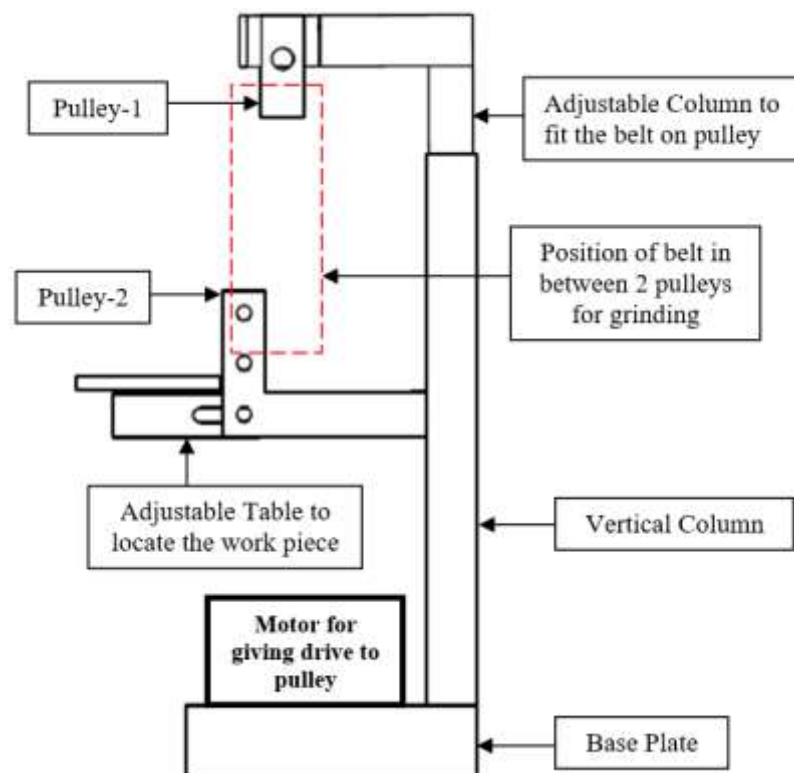 Pulley-1
Adjustable Column to
fit the belt on pulley
Position of belt in
between 2 pulleys
for grinding
Pulley-2
Adjustable Table to
locate the work piece
Vertical Column
Motor for
giving drive to
pulley
Base Plate